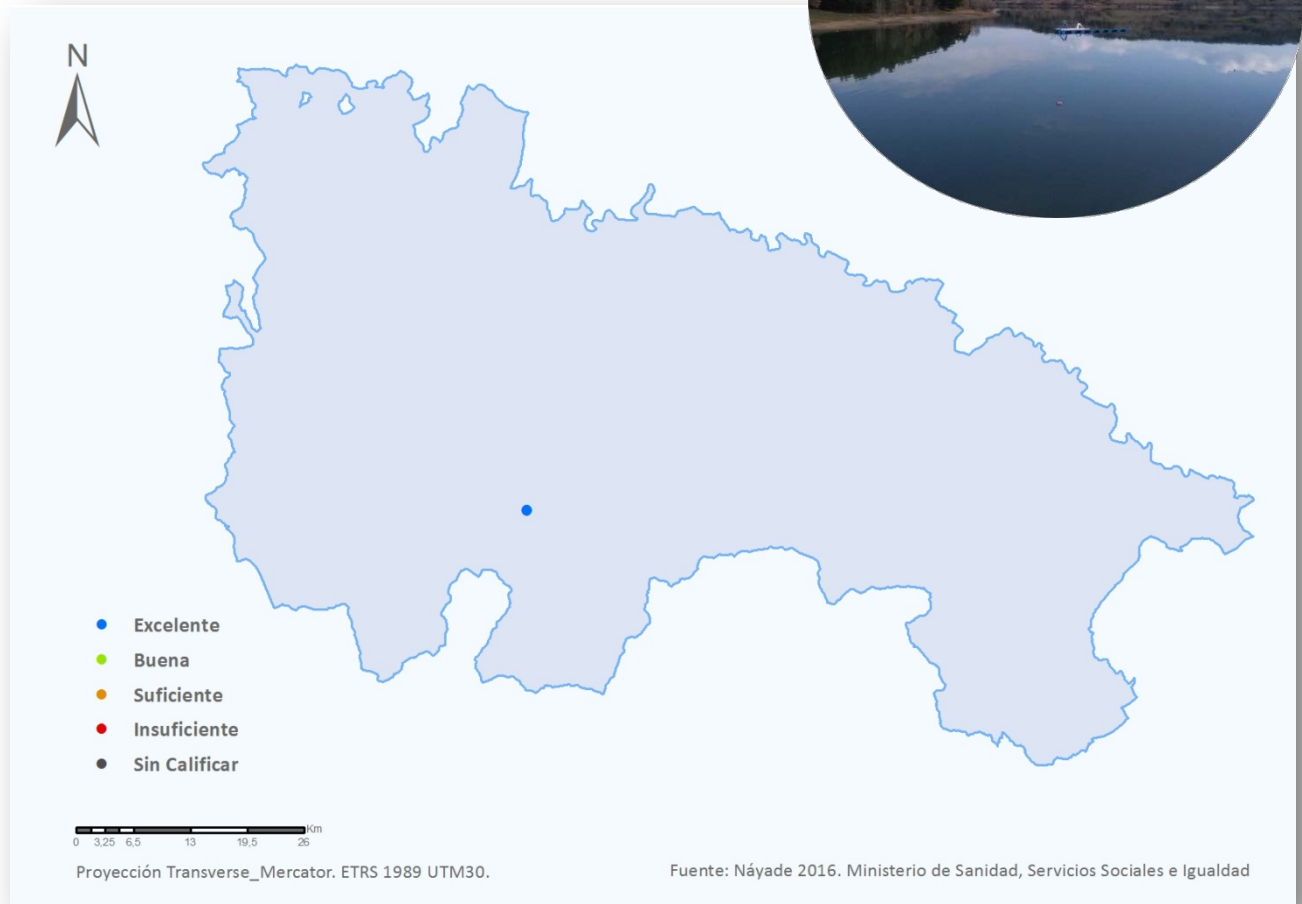 N
Excelente
Buena
Suficiente
Insuficiente
Sin Calificar
Km
0 3,25 6,5 13 19,5 26
Proyección Transverse_Mercator. ETRS 1989 UTM30.
Fuente: Náyade 2016. Ministerio de Sanidad, Servicios Sociales e Igualdad